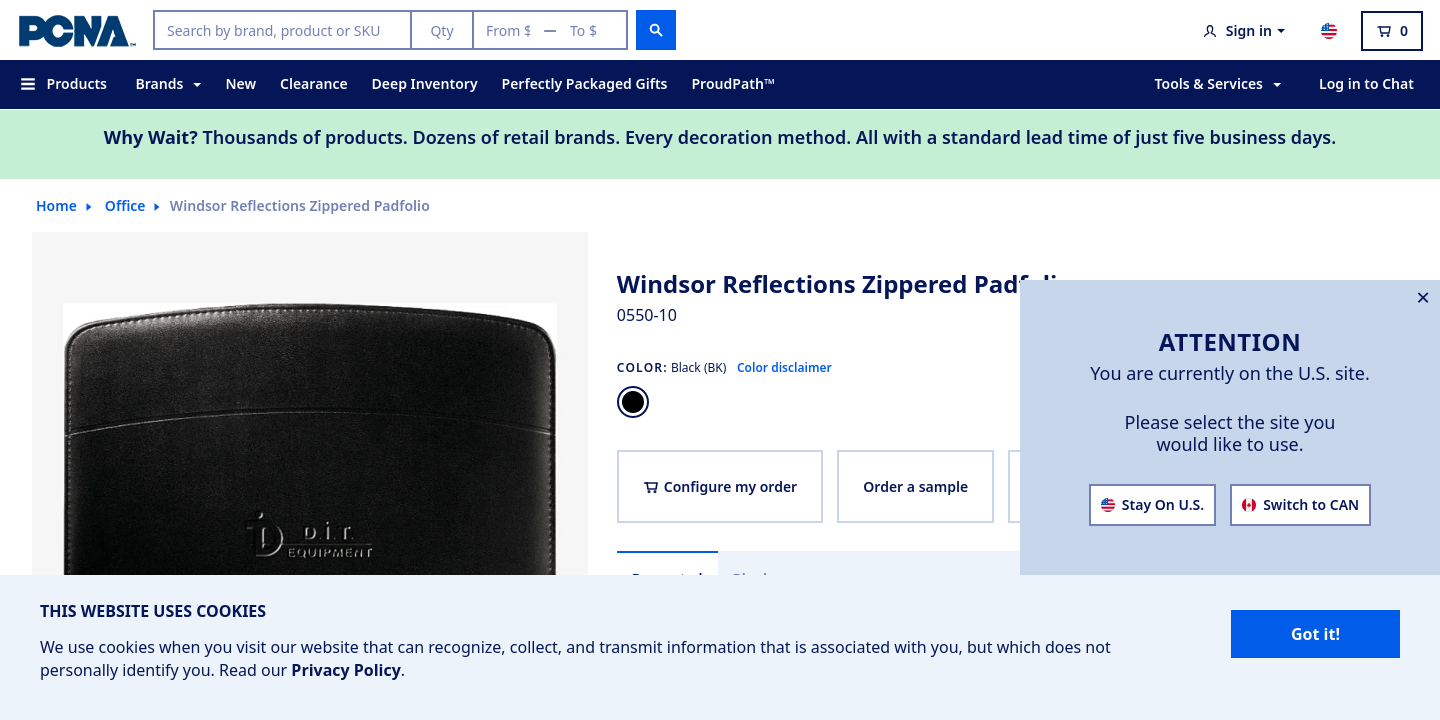 PCNA™
Search by brand, product or SKU
Qty
From $ — To $
Sign in
0
Products
Brands
New
Clearance
Deep Inventory
Perfectly Packaged Gifts
ProudPath™
Tools & Services
Log in to Chat
Why Wait? Thousands of products. Dozens of retail brands. Every decoration method. All with a standard lead time of just five business days.
Home
Office
Windsor Reflections Zippered Padfolio
D.I.T.
EQUIPMENT
Windsor Reflections Zippered
0550-10
COLOR: Black (BK)
Color disclaimer
Configure my order
Order a sample
ATTENTION
You are currently on the U.S. site.
Please select the site you
would like to use.
Stay On U.S.
Switch to CAN
THIS WEBSITE USES COOKIES
We use cookies when you visit our website that can recognize, collect, and transmit information that is associated with you, but which does not
personally identify you. Read our Privacy Policy.
Got it!